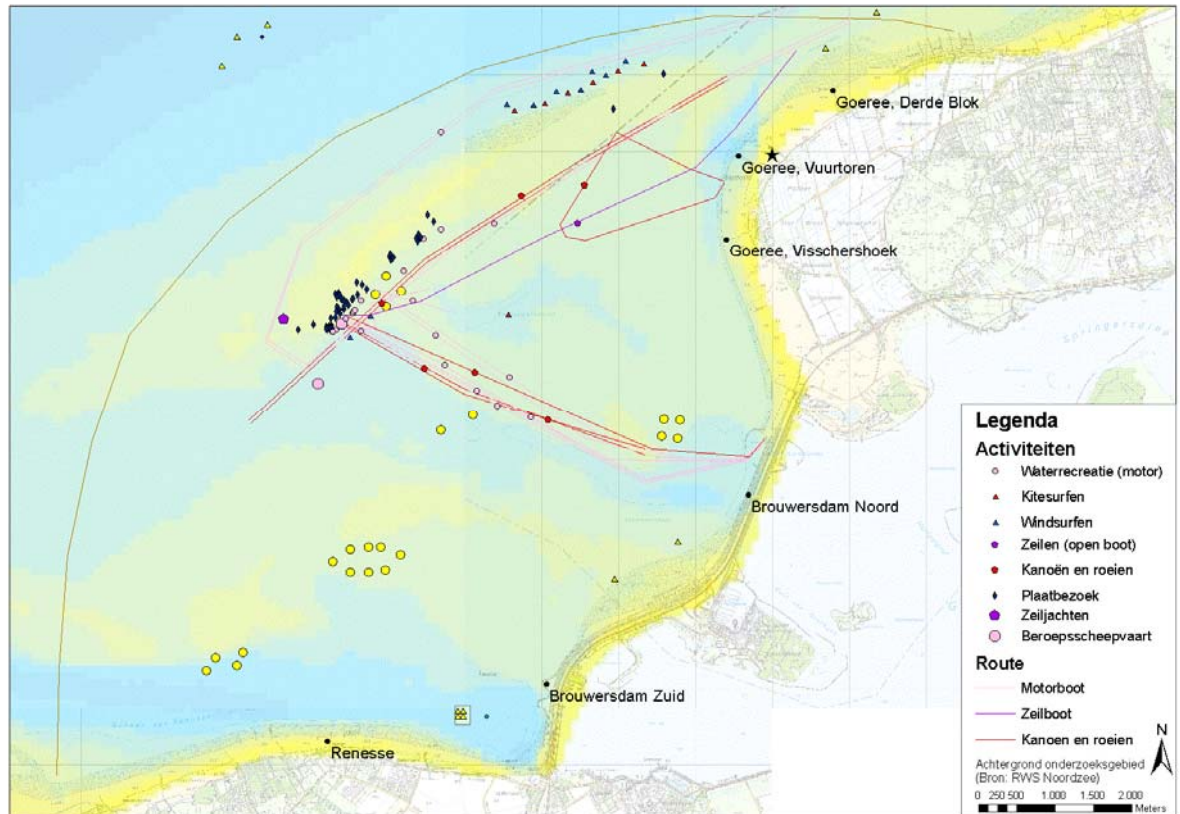 Goeree, Derde Blok
Goeree, Vuurtoren
Goeree, Visschershoek
Springersdiep
Brouwersdam Noord
Brouwersdam Zuid
Renesse
Legenda
Activiteiten
Waterrecreatie (motor)
Kitesurfen
Windsurfen
Zeilen (open boot)
Kanoën en roeien
Plaatbezoek
Zeiljachten
Beroepsscheepvaart
Route
Motorboot
Zeilboot
Kanoen en roeien
Achtergrond onderzoeksgebied
(Bron: RWS Noordzee)
N
0 250 500 1.000 1.500 2.000
Meters